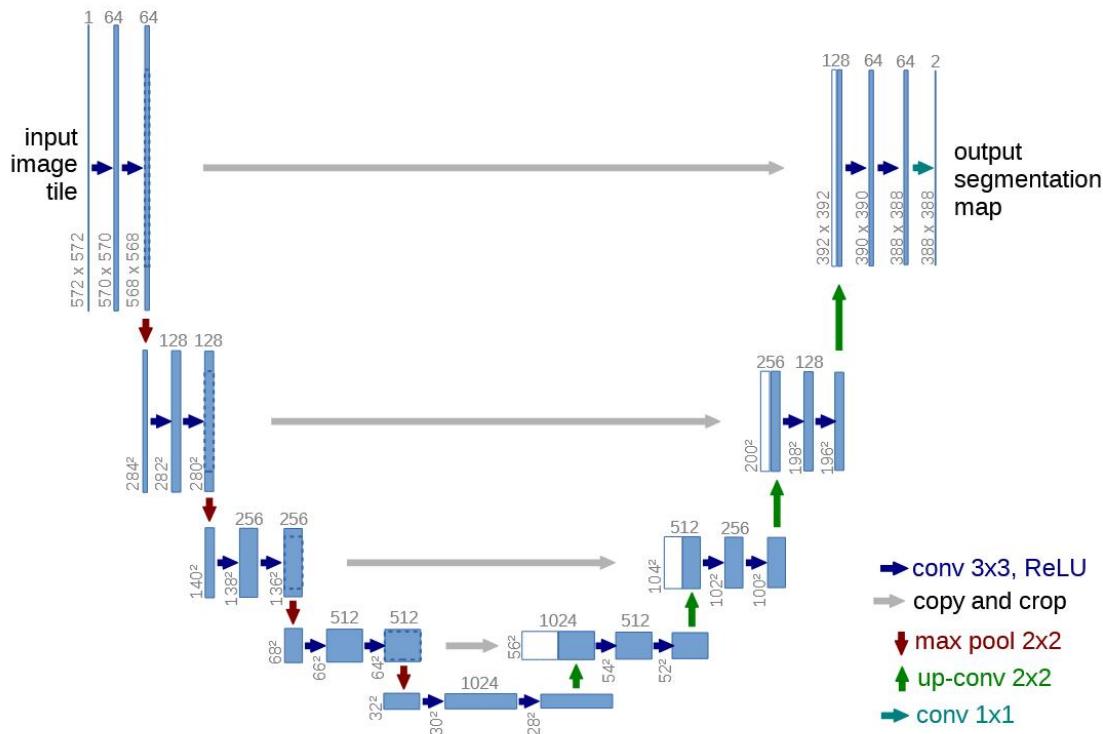 1
64
64
input
image
tile
572 x 572
570 x 570
568 x 568
128
64
64
2
output
segmentation
map
392 x 392
390 x 390
388 x 388
388 x 388
128
128
284²
282²
280²
256
128
200²
198²
196²
256
256
140²
138²
136²
512
256
104²
102²
100²
512
512
68²
66²
64²
1024
512
56²
54²
52²
1024
32²
30²
28²
conv 3x3, ReLU
copy and crop
max pool 2x2
up-conv 2x2
conv 1x1